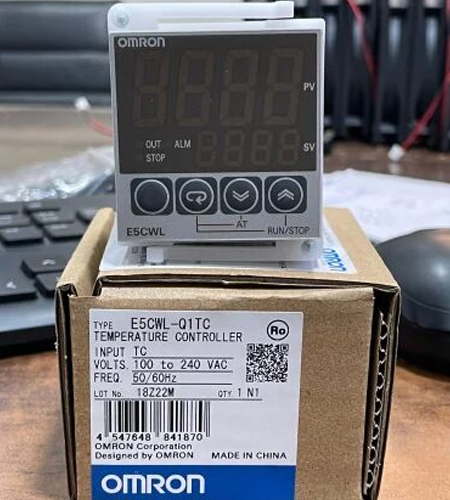 OMRON
8888
PV
OUT ALM 8888 SV
STOP
AT
E5CWL RUN/STOP
TYPE E5CWL-Q1TC
TEMPERATURE CONTROLLER
INPUT TC
VOLTS. 100 to 240 VAC
FREQ. 50/60Hz
LOT No. 18Z22M QTY. 1 N1
4 547648 841870
OMRON Corporation
Designed by OMRON MADE IN CHINA
OMRON